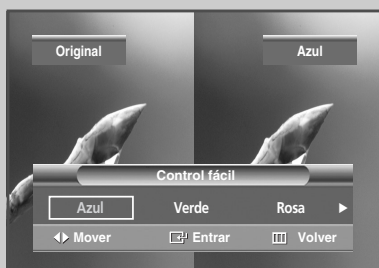 Original Azul
Control fácil
Azul Verde Rosa
Mover Entrar Volver